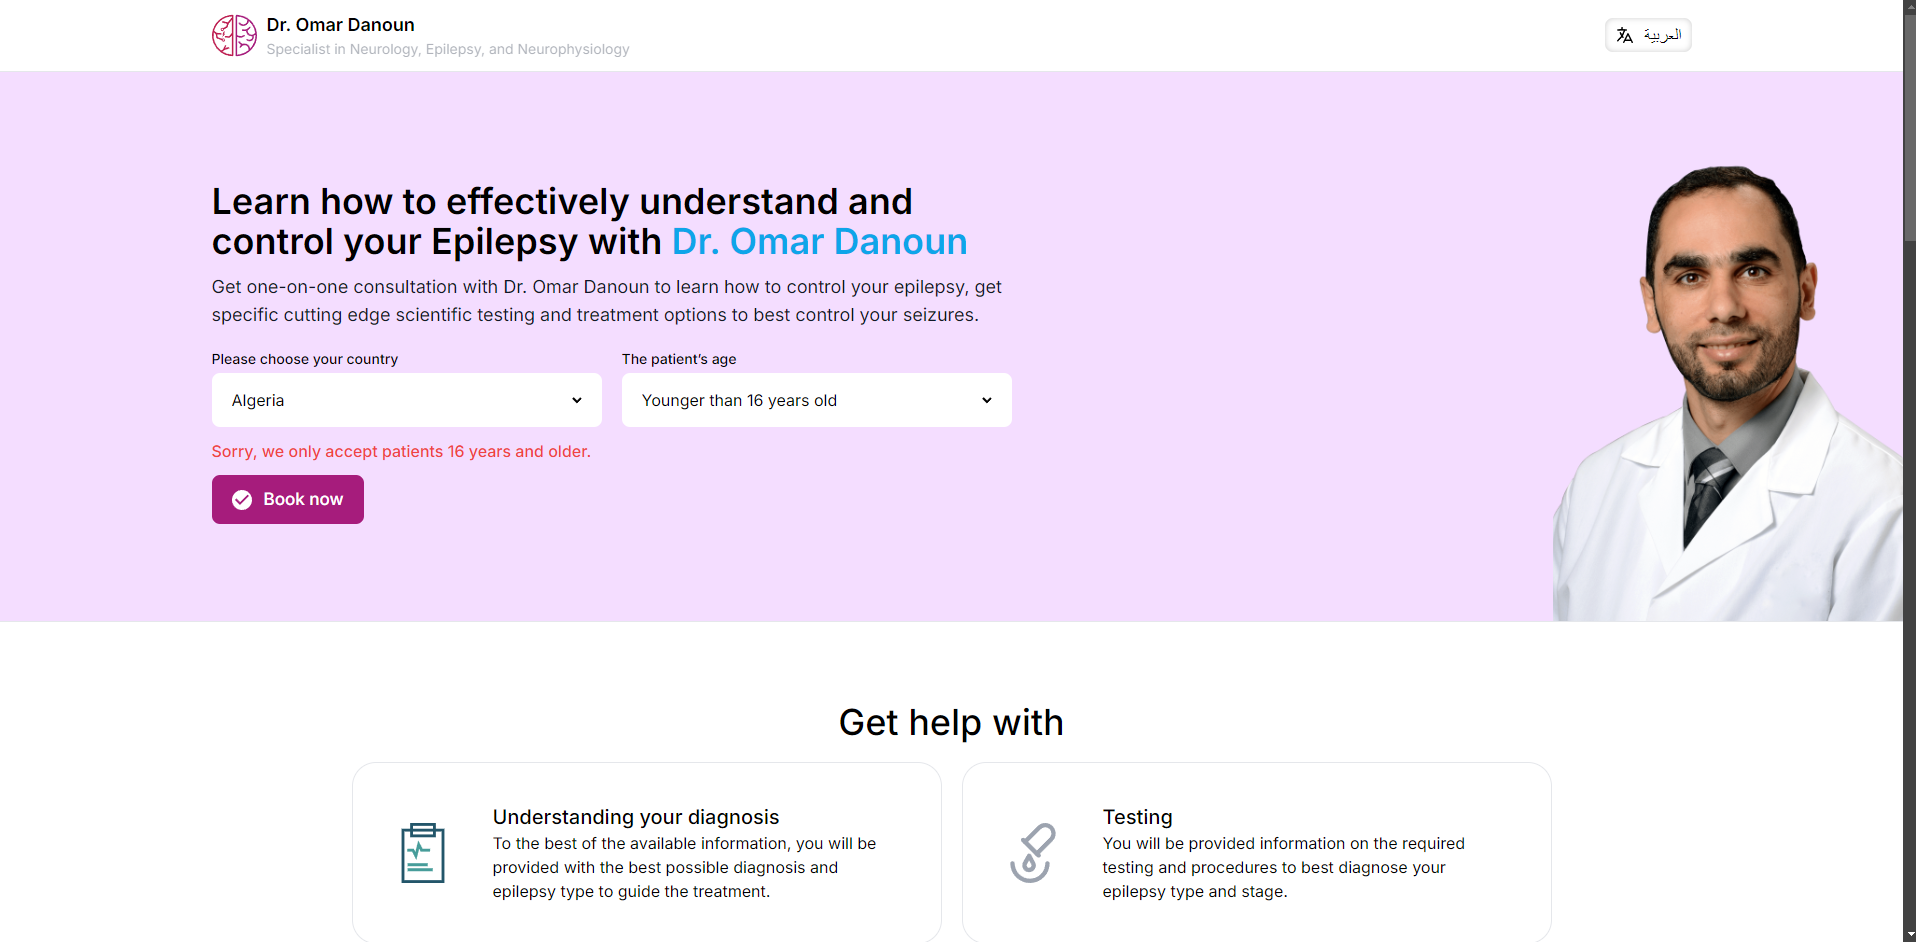 Dr. Omar Danoun
Specialist in Neurology, Epilepsy, and Neurophysiology
العربية
Learn how to effectively understand and
control your Epilepsy with Dr. Omar Danoun
Get one-on-one consultation with Dr. Omar Danoun to learn how to control your epilepsy, get
specific cutting edge scientific testing and treatment options to best control your seizures.
Please choose your country
The patient’s age
Algeria
Younger than 16 years old
Sorry, we only accept patients 16 years and older.
Book now
Get help with
Understanding your diagnosis
To the best of the available information, you will be
provided with the best possible diagnosis and
epilepsy type to guide the treatment.
Testing
You will be provided information on the required
testing and procedures to best diagnose your
epilepsy type and stage.